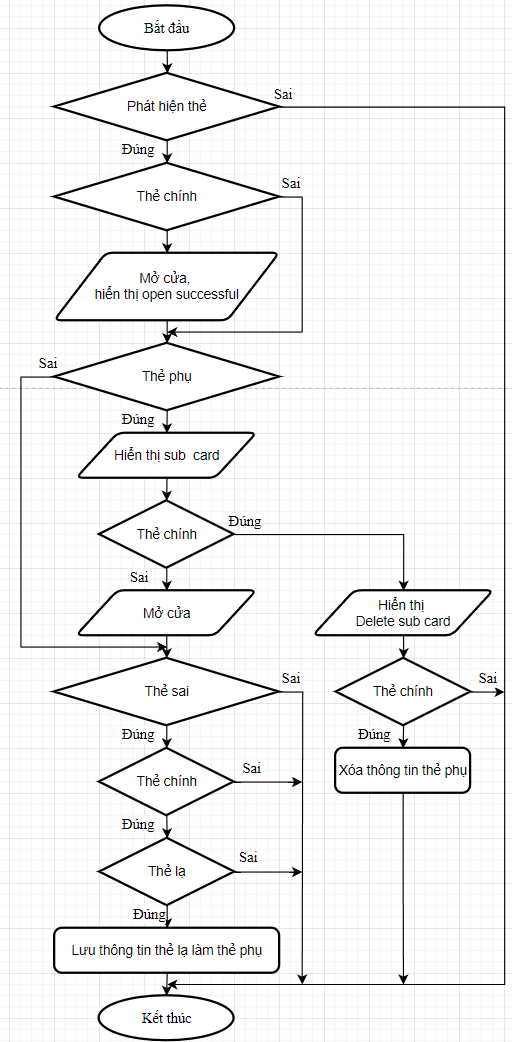 Bắt đầu
Phát hiện thẻ
Sai
Đúng
Thẻ chính
Sai
Mở cửa,
hiển thị open successful
Sai
Thẻ phụ
Đúng
Hiển thị sub card
Thẻ chính
Đúng
Sai
Mở cửa
Hiển thị
Delete sub card
Thẻ sai
Sai
Thẻ chính
Sai
Đúng
Đúng
Thẻ chính
Sai
Xóa thông tin thẻ phụ
Đúng
Thẻ lạ
Sai
Đúng
Lưu thông tin thẻ lạ làm thẻ phụ
Kết thúc